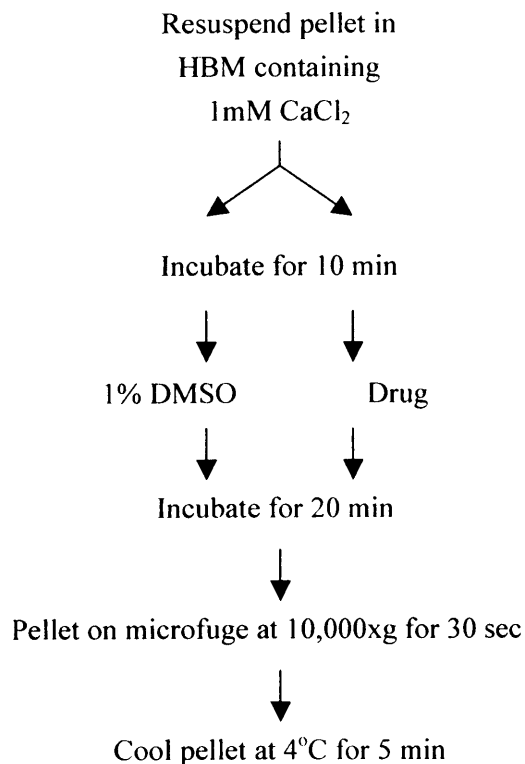 Resuspend pellet in
HBM containing
1mM CaCl₂
Incubate for 10 min
1% DMSO Drug
Incubate for 20 min
Pellet on microfuge at 10,000xg for 30 sec
Cool pellet at 4°C for 5 min